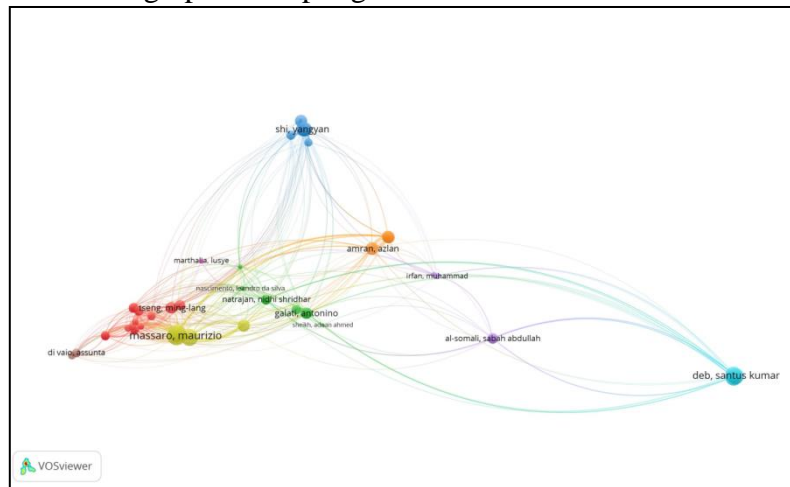 shi, yangyan
amran, azlan
marthalia, lusye
irfan, muhammad
nascimento, leandro da silva
natrajan, nidhi shridhar
tseng, ming-lang
galati, antonino
sheikh, adnan ahmed
massaro, maurizio
al-somali, sabah abdullah
di vaio, assunta
deb, santus kumar
VOSviewer